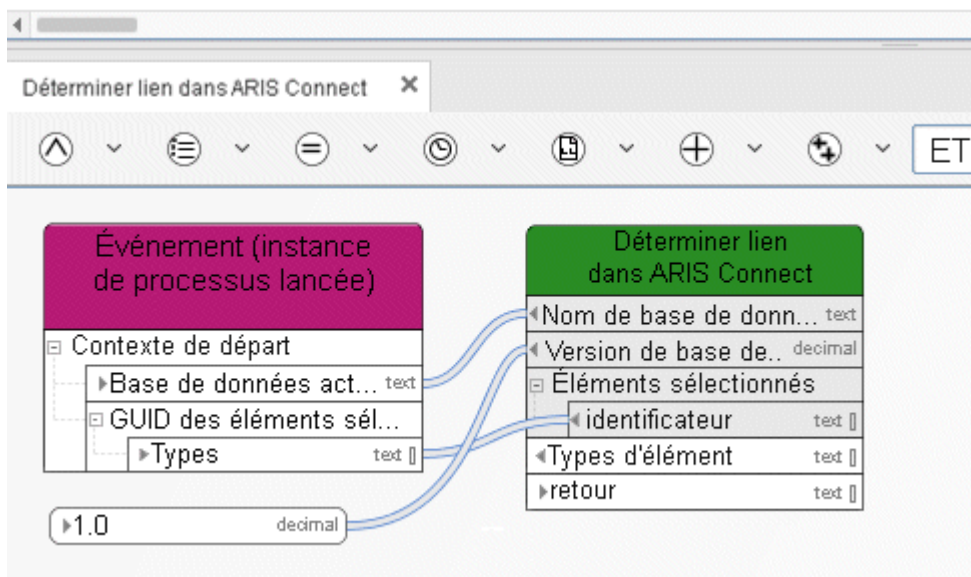 Déterminer lien dans ARIS Connect
ET
Événement (instance
de processus lancée)
Contexte de départ
Base de données act... text
GUID des éléments sél...
Types text []
1.0 decimal
Déterminer lien
dans ARIS Connect
Nom de base de donn... text
Version de base de.. decimal
Éléments sélectionnés
identificateur text []
Types d'élément text []
retour text []